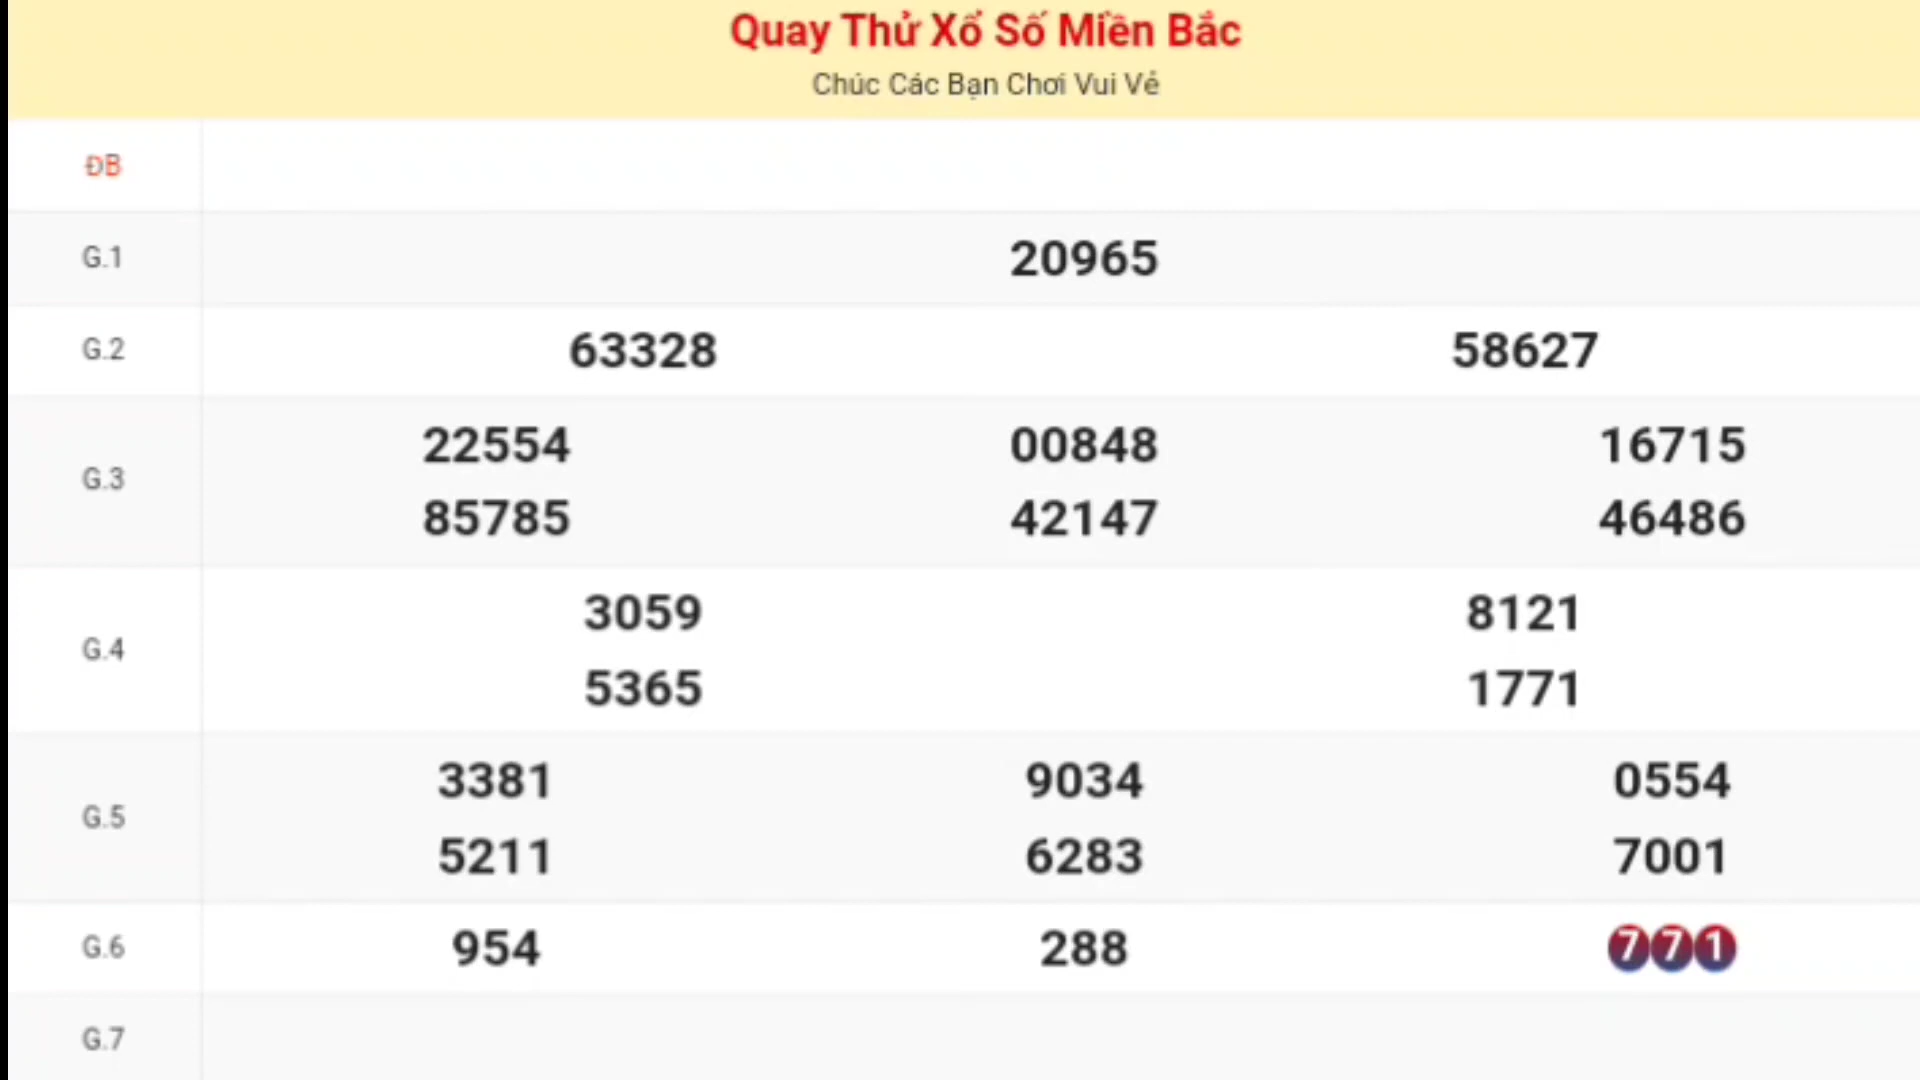 Quay Thử Xổ Số Miền Bắc
Chúc Các Bạn Chơi Vui Vẻ
ĐB
G.1 20965
G.2 63328 58627
G.3 22554 00848 16715
85785 42147 46486
G.4 3059 8121
5365 1771
G.5 3381 9034 0554
5211 6283 7001
G.6 954 288 771
G.7